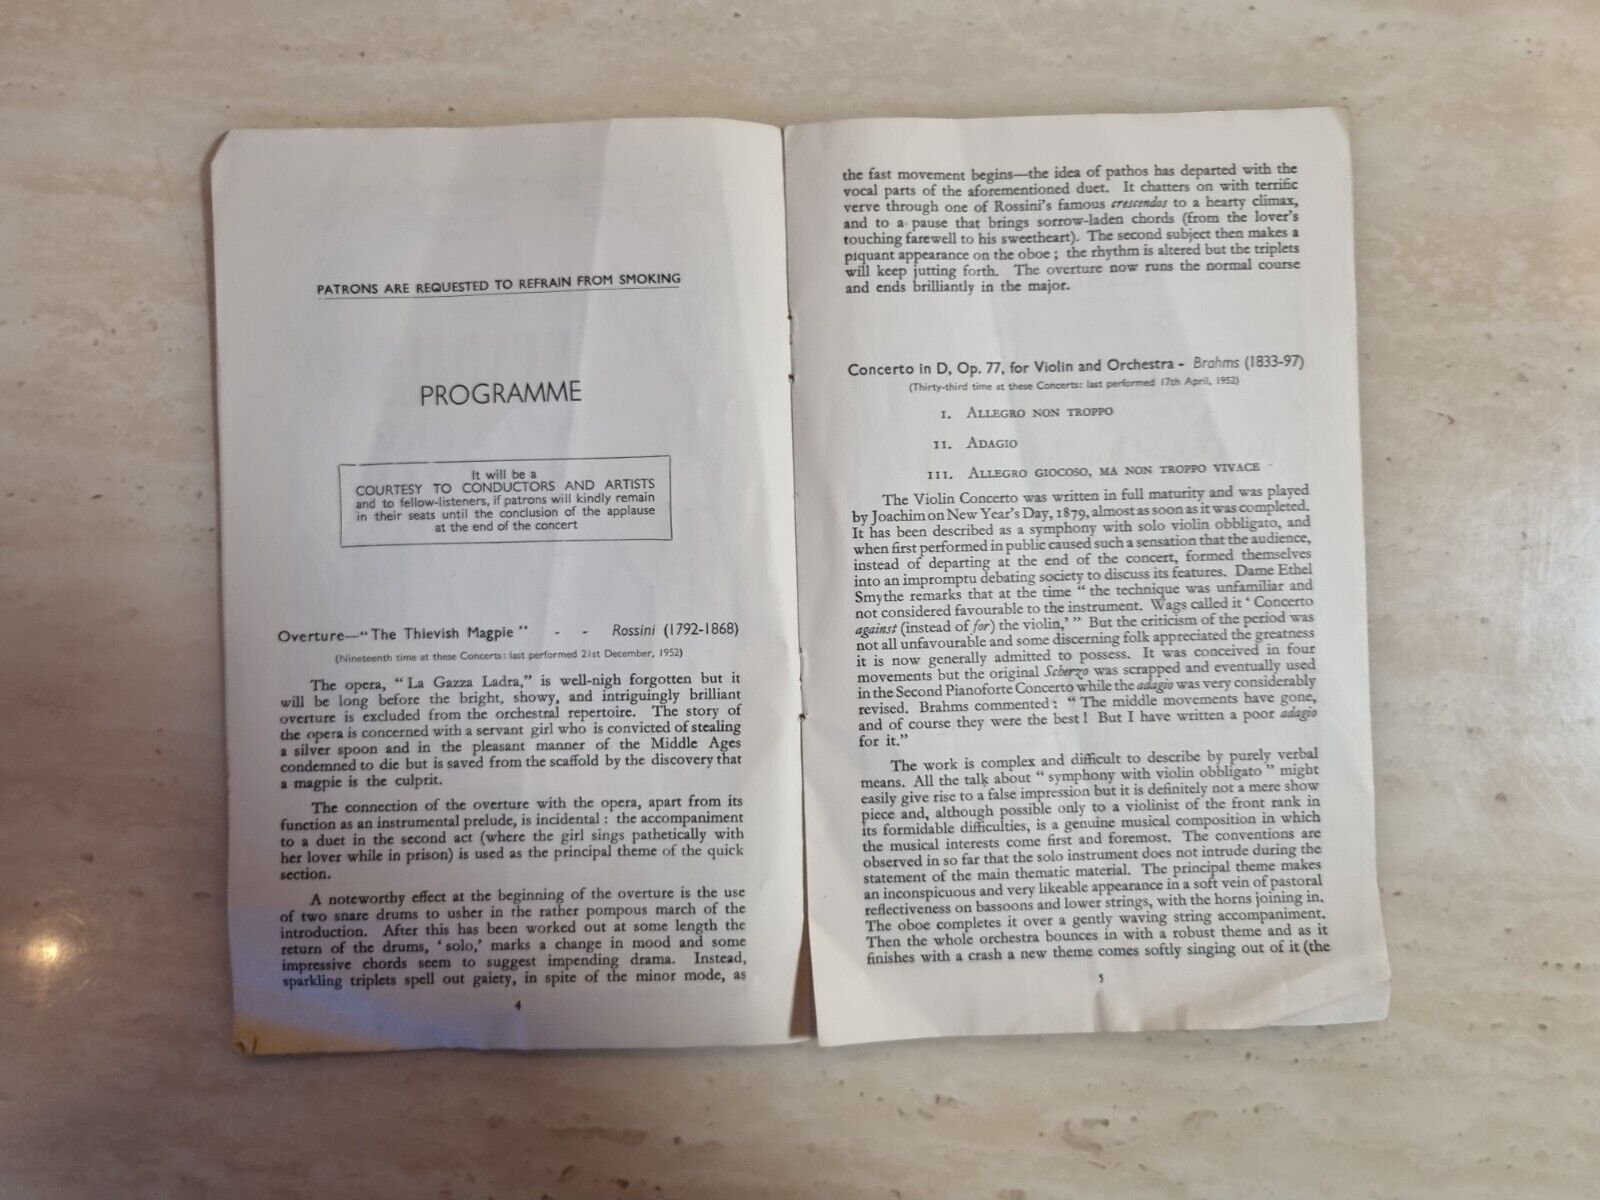 PATRONS ARE REQUESTED TO REFRAIN FROM SMOKING
PROGRAMME
It will be a
COURTESY TO CONDUCTORS AND ARTISTS
and to fellow-listeners, if patrons will kindly remain
in their seats until the conclusion of the applause
at the end of the concert
Overture—“The Thievish Magpie” - - Rossini (1792-1868)
(Nineteenth time at these Concerts: last performed 21st December, 1952)
The opera, “La Gazza Ladra,” is well-nigh forgotten but it
will be long before the bright, showy, and intriguingly brilliant
overture is excluded from the orchestral repertoire. The story of
the opera is concerned with a servant girl who is convicted of stealing
a silver spoon and in the pleasant manner of the Middle Ages
condemned to die but is saved from the scaffold by the discovery that
a magpie is the culprit.
The connection of the overture with the opera, apart from its
function as an instrumental prelude, is incidental : the accompaniment
to a duet in the second act (where the girl sings pathetically with
her lover while in prison) is used as the principal theme of the quick
section.
A noteworthy effect at the beginning of the overture is the use
of two snare drums to usher in the rather pompous march of the
introduction. After this has been worked out at some length the
return of the drums, ‘solo,’ marks a change in mood and some
impressive chords seem to suggest impending drama. Instead,
sparkling triplets spell out gaiety, in spite of the minor mode, as
4
the fast movement begins—the idea of pathos has departed with the
vocal parts of the aforementioned duet. It chatters on with terrific
verve through one of Rossini’s famous crescendos to a hearty climax,
and to a pause that brings sorrow-laden chords (from the lover’s
touching farewell to his sweetheart). The second subject then makes a
piquant appearance on the oboe ; the rhythm is altered but the triplets
will keep jutting forth. The overture now runs the normal course
and ends brilliantly in the major.
Concerto in D, Op. 77, for Violin and Orchestra - Brahms (1833-97)
(Thirty-third time at these Concerts: last performed 17th April, 1952)
I. ALLEGRO NON TROPPO
II. ADAGIO
III. ALLEGRO GIOCOSO, MA NON TROPPO VIVACE
The Violin Concerto was written in full maturity and was played
by Joachim on New Year’s Day, 1879, almost as soon as it was completed.
It has been described as a symphony with solo violin obbligato, and
when first performed in public caused such a sensation that the audience,
instead of departing at the end of the concert, formed themselves
into an impromptu debating society to discuss its features. Dame Ethel
Smythe remarks that at the time “ the technique was unfamiliar and
not considered favourable to the instrument. Wags called it ‘ Concerto
against (instead of for) the violin,’ ” But the criticism of the period was
not all unfavourable and some discerning folk appreciated the greatness
it is now generally admitted to possess. It was conceived in four
movements but the original Scherzo was scrapped and eventually used
in the Second Pianoforte Concerto while the adagio was very considerably
revised. Brahms commented : “ The middle movements have gone,
and of course they were the best ! But I have written a poor adagio
for it.”
The work is complex and difficult to describe by purely verbal
means. All the talk about “ symphony with violin obbligato ” might
easily give rise to a false impression but it is definitely not a mere show
piece and, although possible only to a violinist of the front rank in
its formidable difficulties, is a genuine musical composition in which
the musical interests come first and foremost. The conventions are
observed in so far that the solo instrument does not intrude during the
statement of the main thematic material. The principal theme makes
an inconspicuous and very likeable appearance in a soft vein of pastoral
reflectiveness on bassoons and lower strings, with the horns joining in.
The oboe completes it over a gently waving string accompaniment.
Then the whole orchestra bounces in with a robust theme and as it
finishes with a crash a new theme comes softly singing out of it (the
5